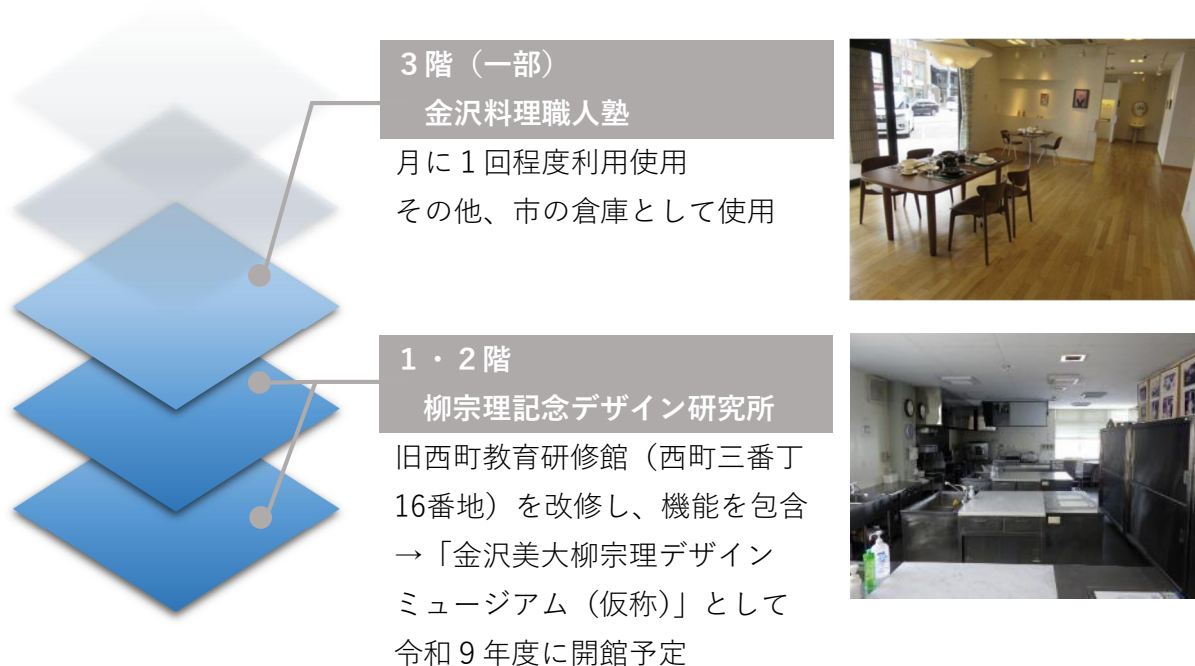 ３階（一部）
金沢料理職人塾
月に１回程度利用使用
その他、市の倉庫として使用
１・２階
柳宗理記念デザイン研究所
旧西町教育研修館（西町三番丁
16番地）を改修し、機能を包含
→「金沢美大柳宗理デザイン
ミュージアム（仮称）」として
令和９年度に開館予定